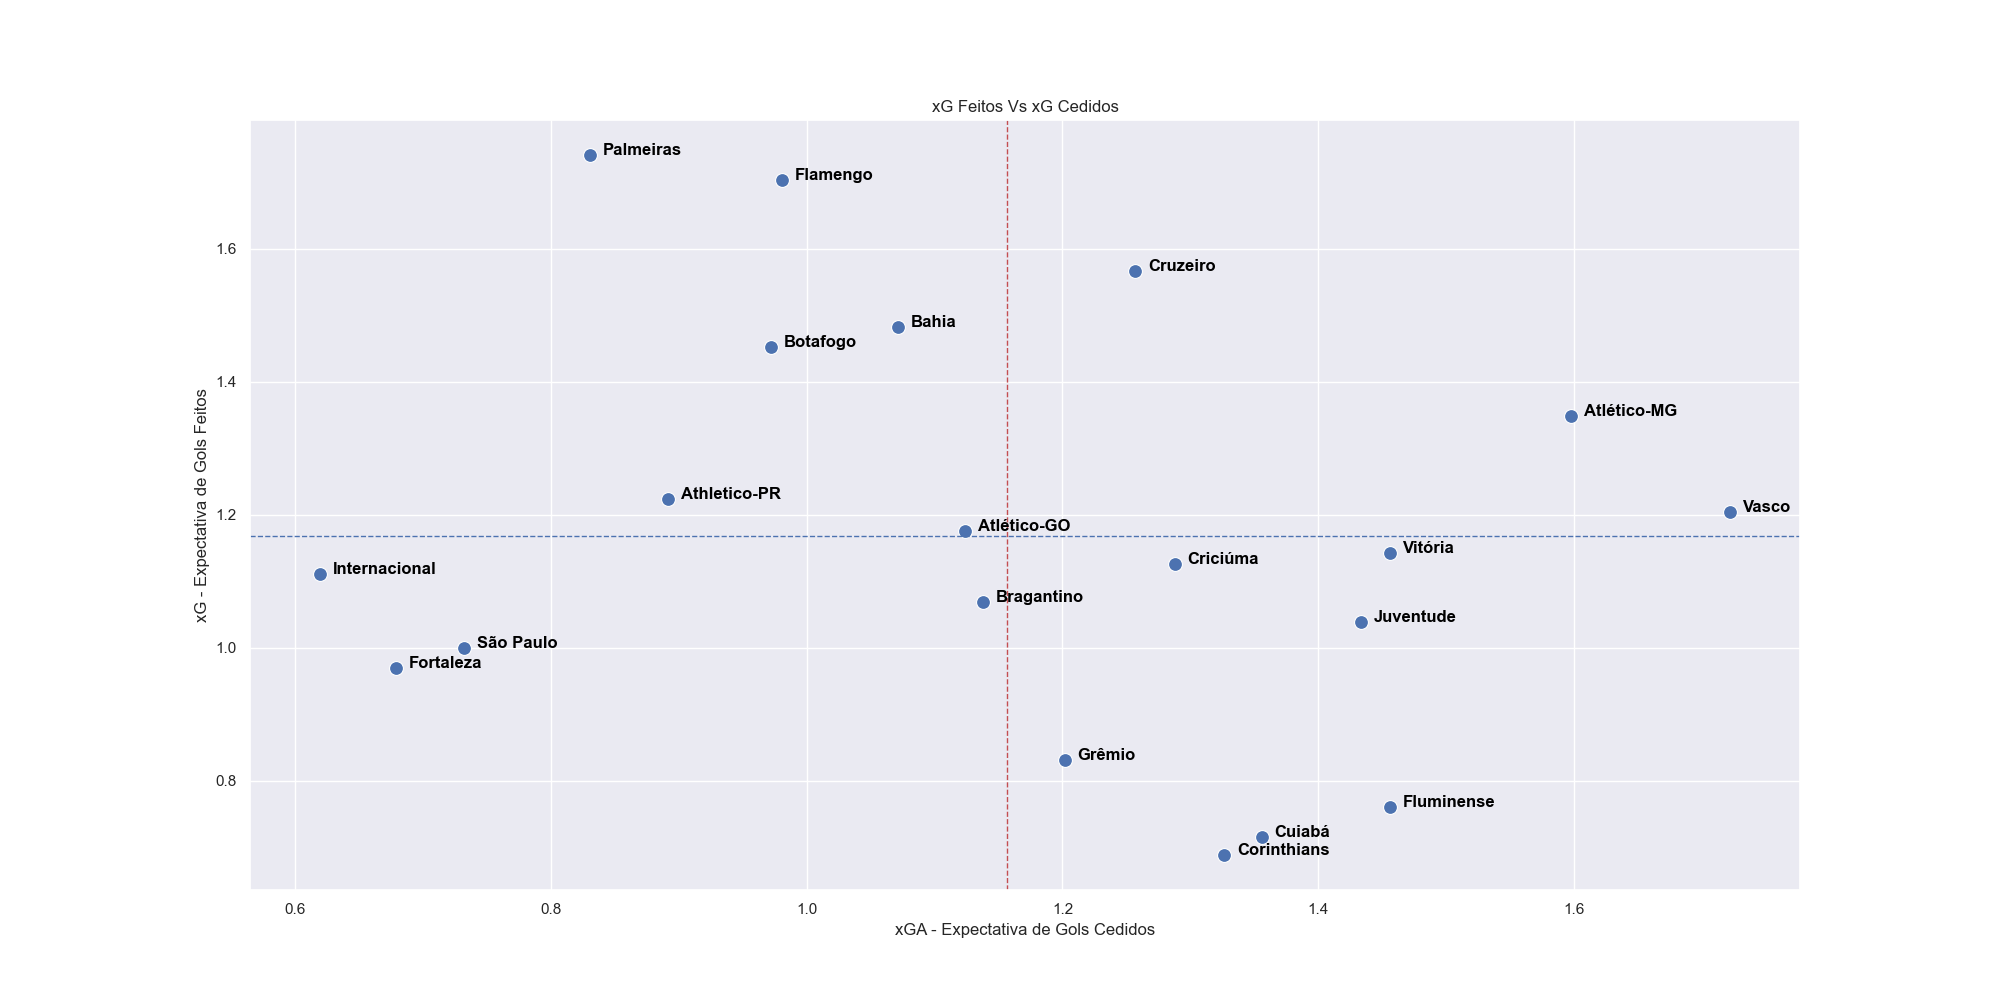 xG Feitos Vs xG Cedidos
Palmeiras
Flamengo
1.6
Cruzeiro
Bahia
Botafogo
1.4
Atlético-MG
Athletico-PR
Vasco
1.2
Atlético-GO
Vitória
Criciúma
Internacional
Bragantino
Juventude
São Paulo
1.0
Fortaleza
Grêmio
0.8
Fluminense
Cuiabá
Corinthians
xG - Expectativa de Gols Feitos
0.6 0.8 1.0 1.2 1.4 1.6
xGA - Expectativa de Gols Cedidos